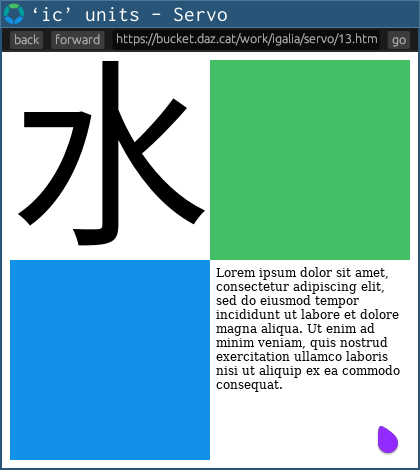 ‘ic’ units – Servo
back forward https://bucket.daz.cat/work/igalia/servo/13.htm go
水
Lorem ipsum dolor sit amet,
consectetur adipiscing elit,
sed do eiusmod tempor
incididunt ut labore et dolore
magna aliqua. Ut enim ad
minim veniam, quis nostrud
exercitation ullamco laboris
nisi ut aliquip ex ea commodo
consequat.